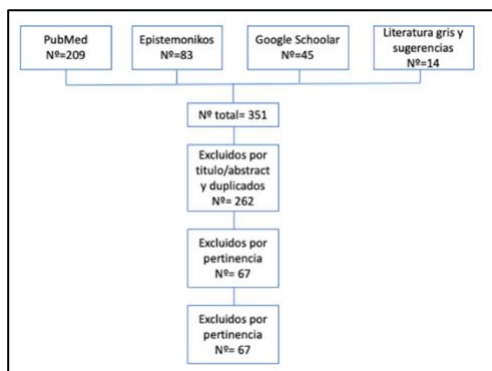 PubMed
Nº=209
Epistemonikos
Nº=83
Google Schoolar
Nº=45
Literatura gris y
sugerencias
Nº=14
Nº total= 351
Excluidos por
titulo/abstract
y duplicados
Nº= 262
Excluidos por
pertinencia
Nº= 67
Excluidos por
pertinencia
Nº= 67